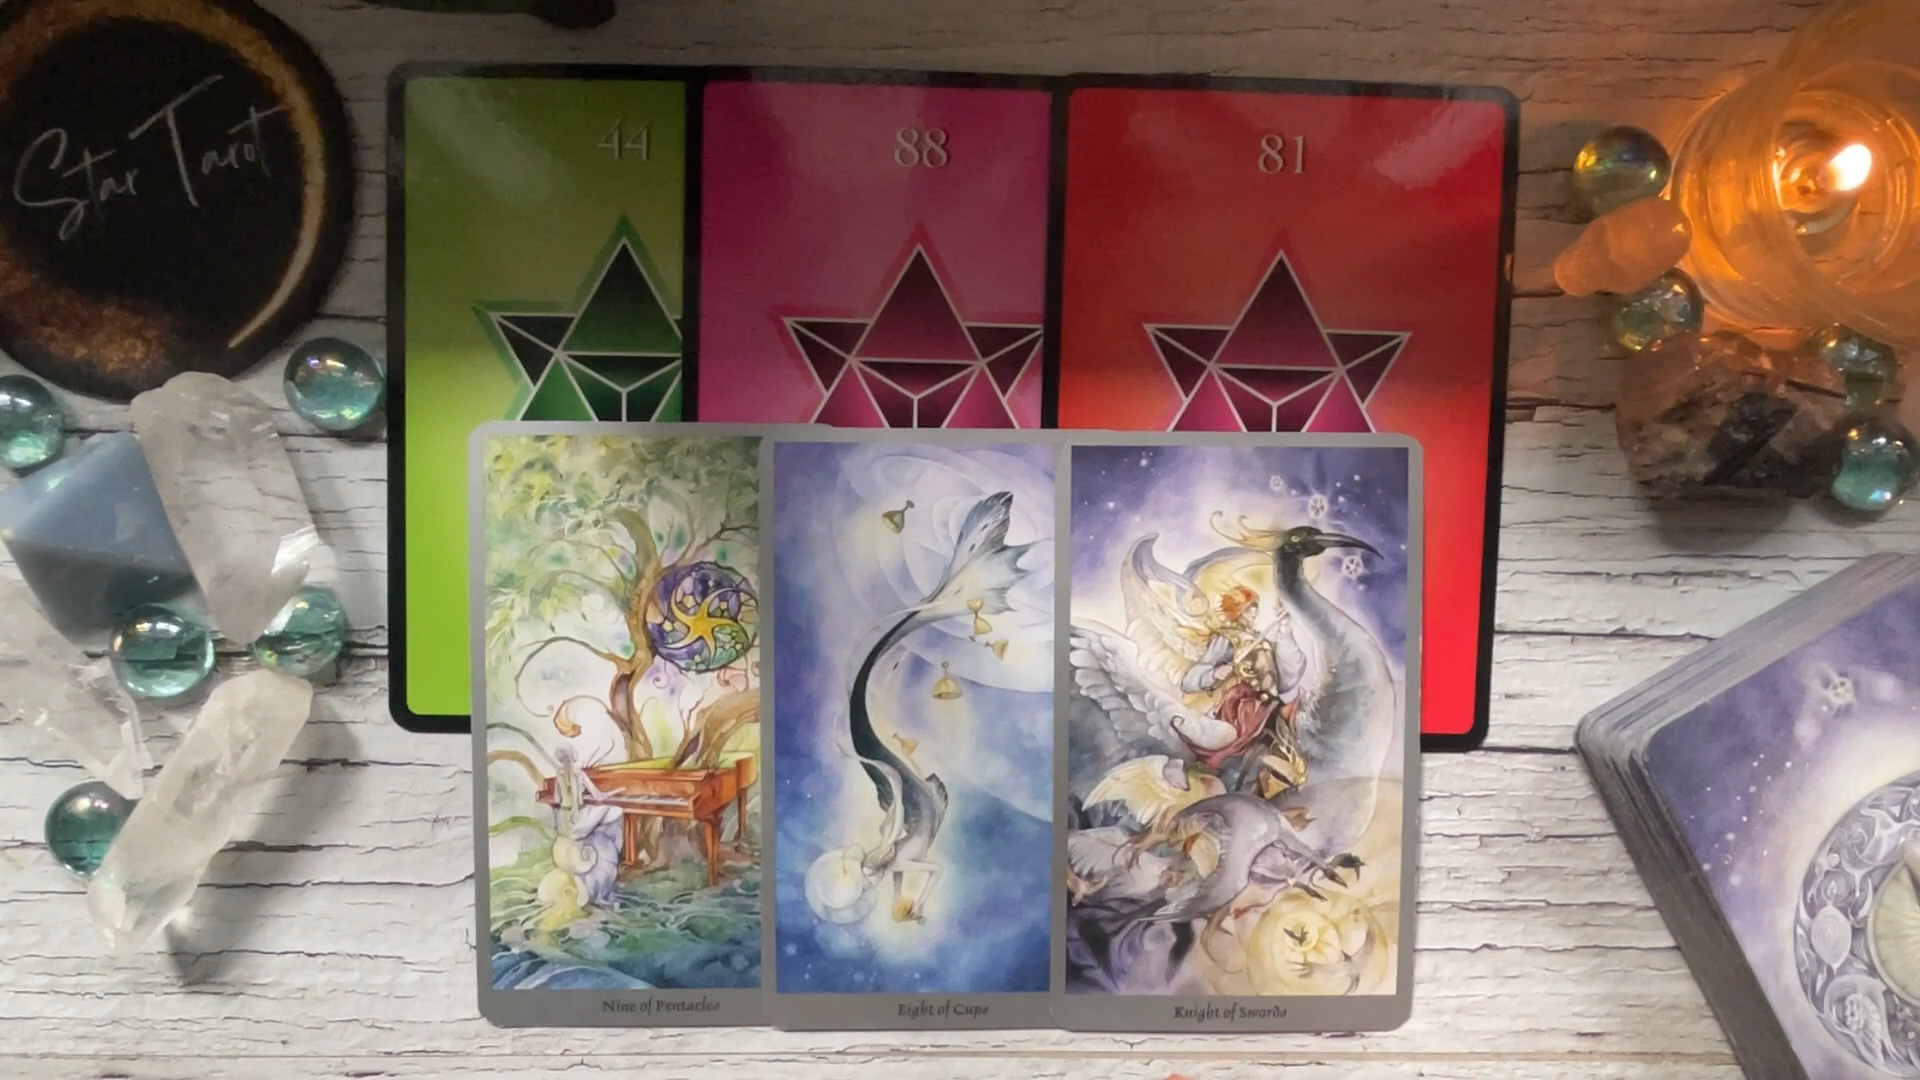 Star Tarot
44
88
81
Nine of Pentacles
Eight of Cups
Knight of Swords